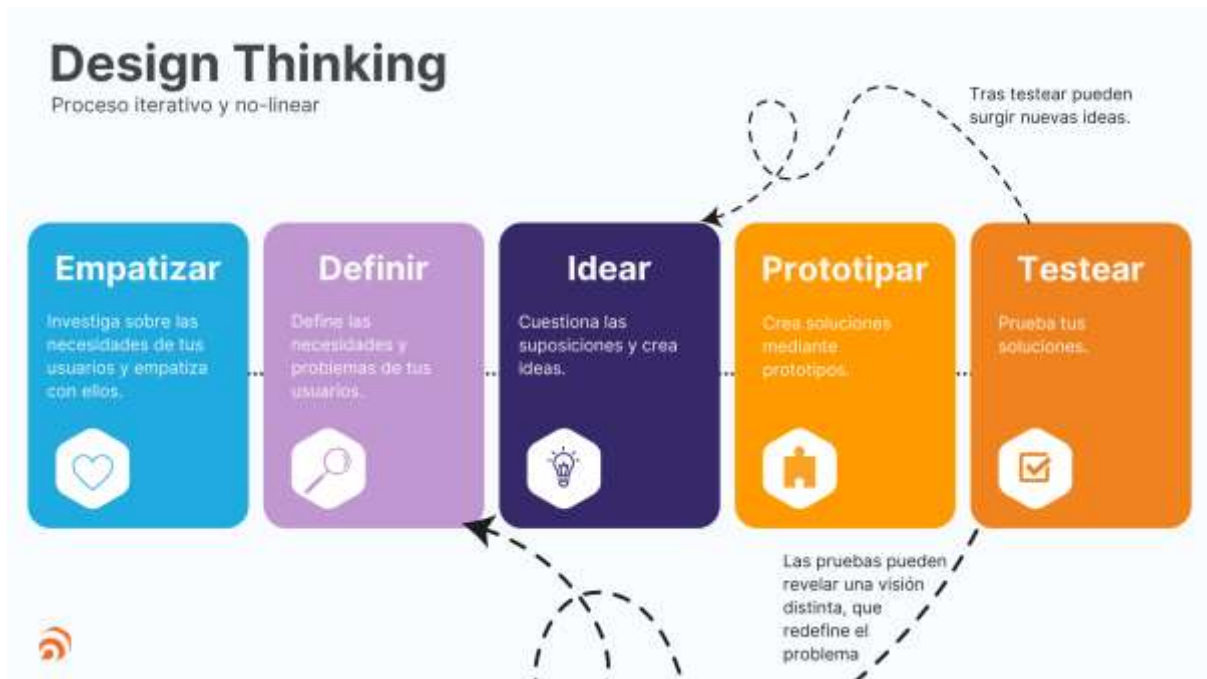 Design Thinking
Proceso iterativo y no-linear
Tras testear pueden
surgir nuevas ideas.
Empatizar
Investiga sobre las
necesidades de tus
usuarios y empatiza
con ellos.
Definir
Define las
necesidades y
problemas de tus
usuarios.
Idear
Cuestiona las
suposiciones y crea
ideas.
Prototipar
Crea soluciones
mediante
prototipos.
Testear
Prueba tus
soluciones.
Las pruebas pueden
revelar una visión
distinta, que
redefine el
problema